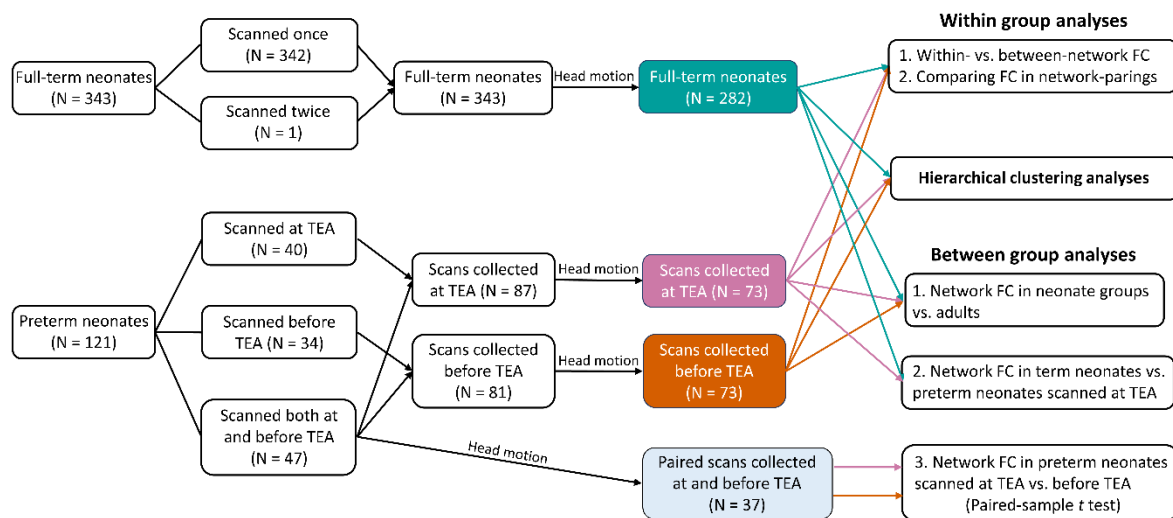 Within group analyses
Scanned once
(N = 342)
Full-term neonates
(N = 343)
Scanned twice
(N = 1)
Full-term neonates
(N = 343)
Head motion
Full-term neonates
(N = 282)
1. Within- vs. between-network FC
2. Comparing FC in network-parings
Hierarchical clustering analyses
Between group analyses
Preterm neonates
(N = 121)
Scanned at TEA
(N = 40)
Scanned before
TEA (N = 34)
Scanned both at
and before TEA
(N = 47)
Scans collected
at TEA (N = 87)
Head motion
Scans collected
at TEA (N = 73)
Scans collected
before TEA
(N = 81)
Head motion
Scans collected
before TEA
(N = 73)
Head motion
Paired scans collected
at and before TEA
(N = 37)
1. Network FC in neonate groups
vs. adults
2. Network FC in term neonates vs.
preterm neonates scanned at TEA
3. Network FC in preterm neonates
scanned at TEA vs. before TEA
(Paired-sample t test)